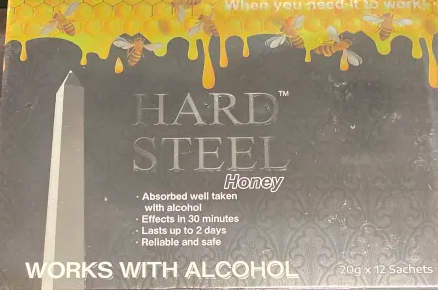 When you need it to work!
HARD™
STEEL
Honey
· Absorbed well taken
with alcohol
· Effects in 30 minutes
· Lasts up to 2 days
· Reliable and safe
WORKS WITH ALCOHOL
20g x 12 Sachets